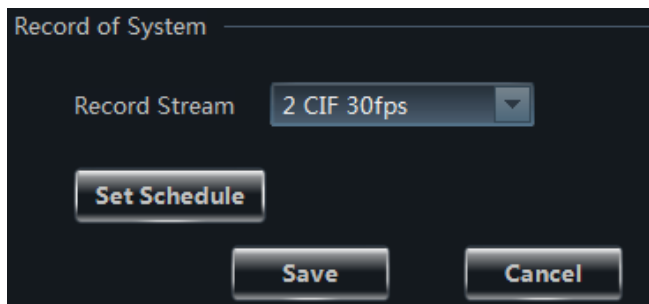 Record of System
Record Stream 2 CIF 30fps
Set Schedule
Save Cancel